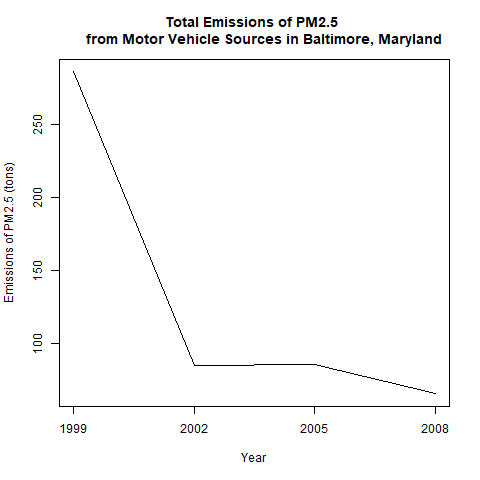 Total Emissions of PM2.5
from Motor Vehicle Sources in Baltimore, Maryland
Emissions of PM2.5 (tons)
250
200
150
100
1999 2002 2005 2008
Year